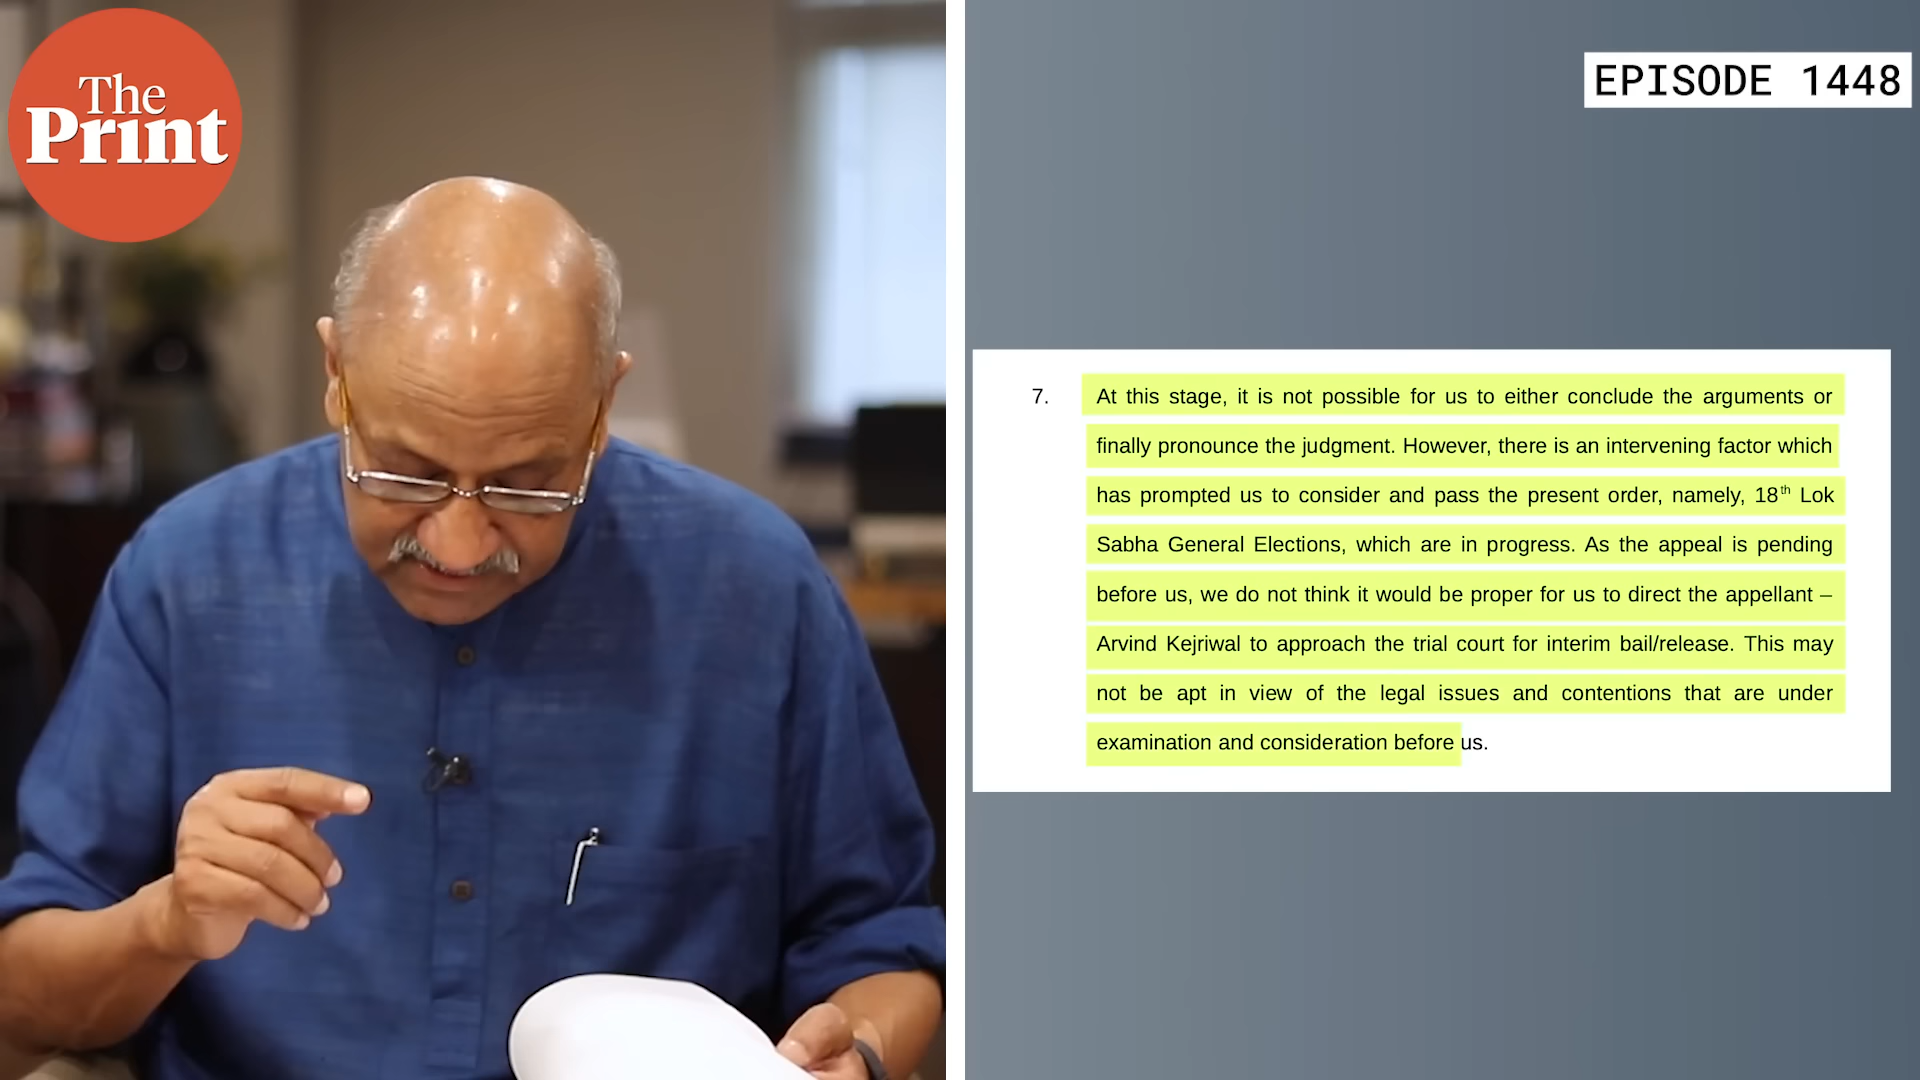 The
Print
EPISODE 1448
7. At this stage, it is not possible for us to either conclude the arguments or
finally pronounce the judgment. However, there is an intervening factor which
has prompted us to consider and pass the present order, namely, 18th Lok
Sabha General Elections, which are in progress. As the appeal is pending
before us, we do not think it would be proper for us to direct the appellant –
Arvind Kejriwal to approach the trial court for interim bail/release. This may
not be apt in view of the legal issues and contentions that are under
examination and consideration before us.